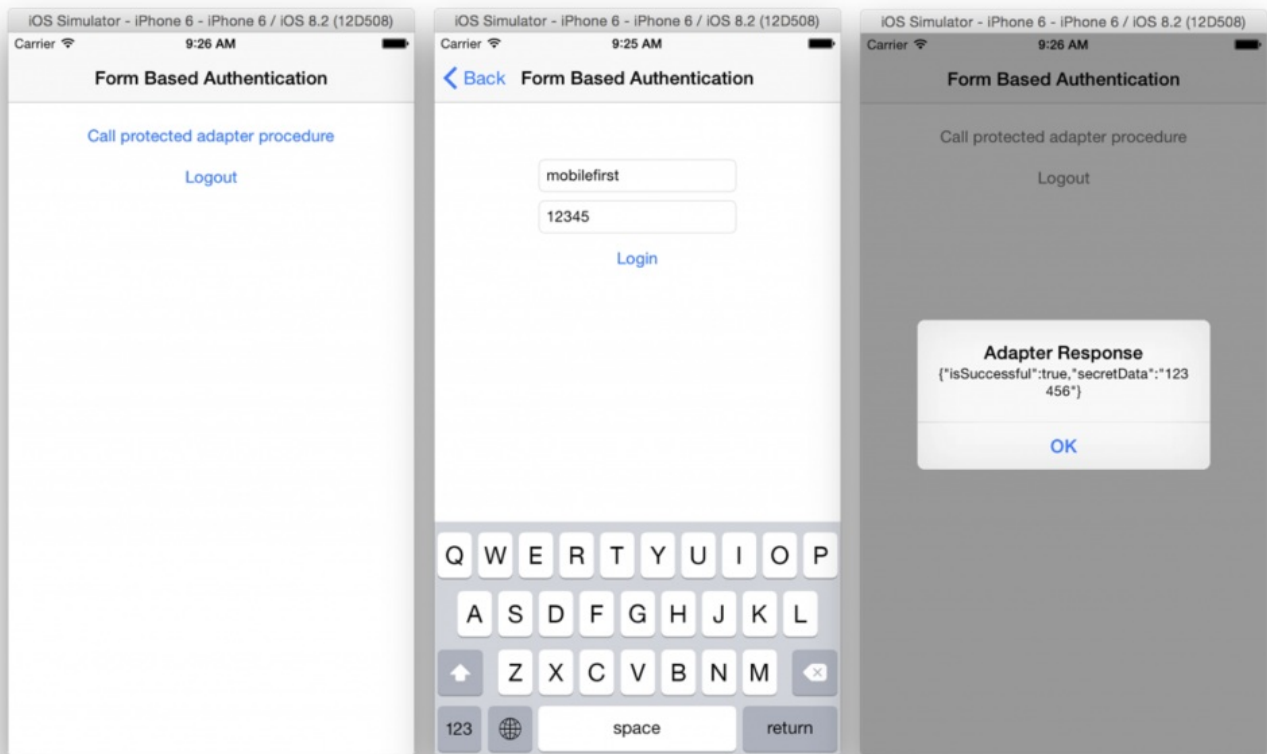 iOS Simulator - iPhone 6 - iPhone 6 / iOS 8.2 (12D508)
Carrier 9:26 AM
Form Based Authentication
Call protected adapter procedure
Logout
iOS Simulator - iPhone 6 - iPhone 6 / iOS 8.2 (12D508)
Carrier 9:25 AM
Back Form Based Authentication
mobilefirst
12345
Login
Q W E R T Y U I O P
A S D F G H J K L
Z X C V B N M
123 space return
iOS Simulator - iPhone 6 - iPhone 6 / iOS 8.2 (12D508)
Carrier 9:26 AM
Form Based Authentication
Call protected adapter procedure
Logout
Adapter Response
{"isSuccessful":true,"secretData":"123
456"}
OK